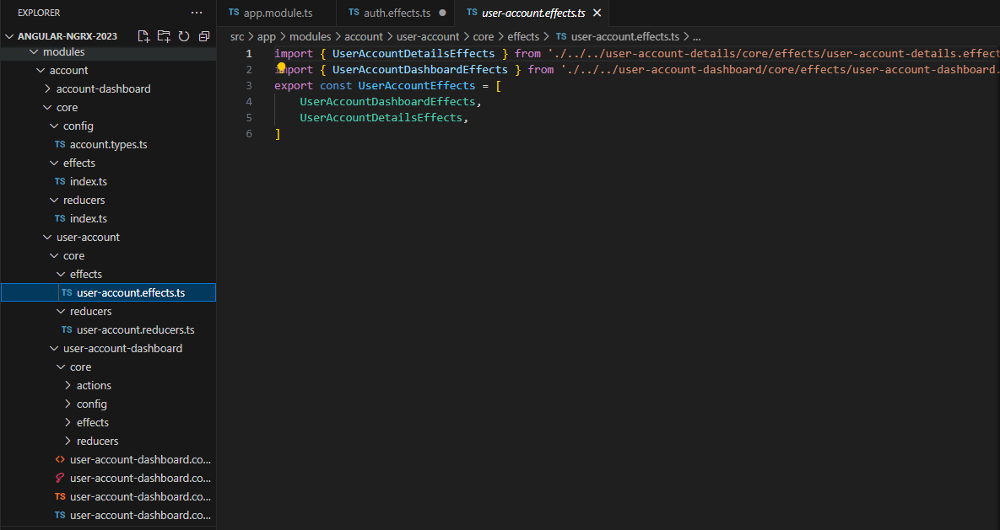 EXPLORER
ANGULAR-NGRX-2023
modules
account
account-dashboard
core
config
TS account.types.ts
effects
TS index.ts
reducers
TS index.ts
user-account
core
effects
TS user-account.effects.ts
reducers
TS user-account.reducers.ts
user-account-dashboard
core
actions
config
effects
reducers
<> user-account-dashboard.co...
user-account-dashboard.co...
TS user-account-dashboard.co...
TS user-account-dashboard.co...
TS app.module.ts
TS auth.effects.ts
TS user-account.effects.ts
src > app > modules > account > user-account > core > effects > TS user-account.effects.ts > ...
1 import { UserAccountDetailsEffects } from './../../user-account-details/core/effects/user-account-details.effect
2 import { UserAccountDashboardEffects } from './../../user-account-dashboard/core/effects/user-account-dashboard.
3 export const UserAccountEffects = [
4 UserAccountDashboardEffects,
5 UserAccountDetailsEffects,
6 ]